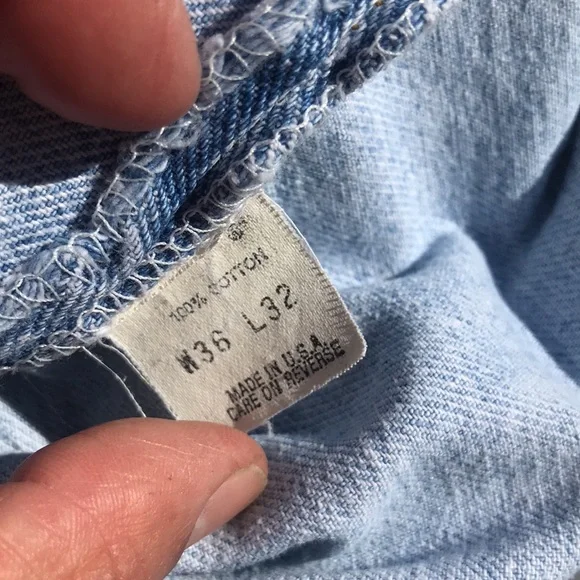 ®
100% COTTON
W36 L32
MADE IN U.S.A.
CARE ON REVERSE